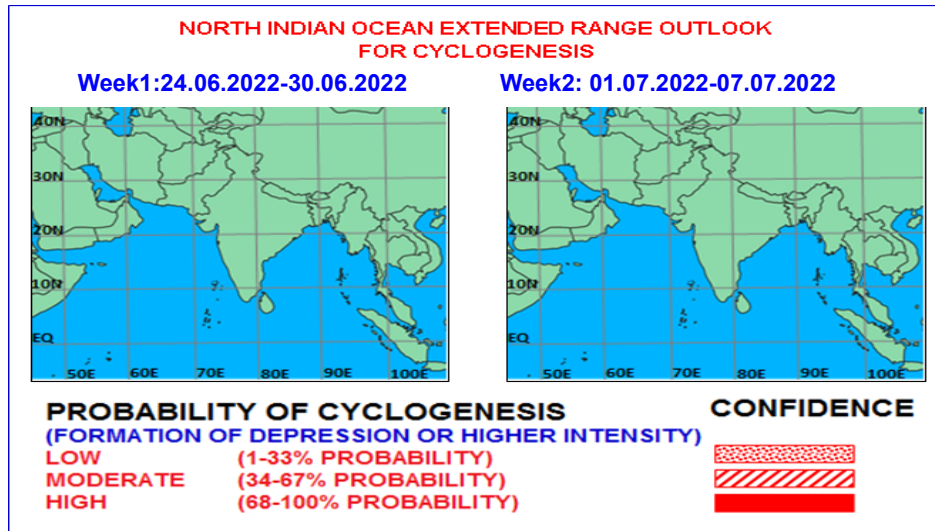 NORTH INDIAN OCEAN EXTENDED RANGE OUTLOOK
FOR CYCLOGENESIS
Week1:24.06.2022-30.06.2022
Week2: 01.07.2022-07.07.2022
40N
30N
20N
10N
EQ
50E 60E 70E 80E 90E 100E
40N
30N
20N
10N
EQ
50E 60E 70E 80E 90E 100E
PROBABILITY OF CYCLOGENESIS
CONFIDENCE
(FORMATION OF DEPRESSION OR HIGHER INTENSITY)
LOW (1-33% PROBABILITY)
MODERATE (34-67% PROBABILITY)
HIGH (68-100% PROBABILITY)